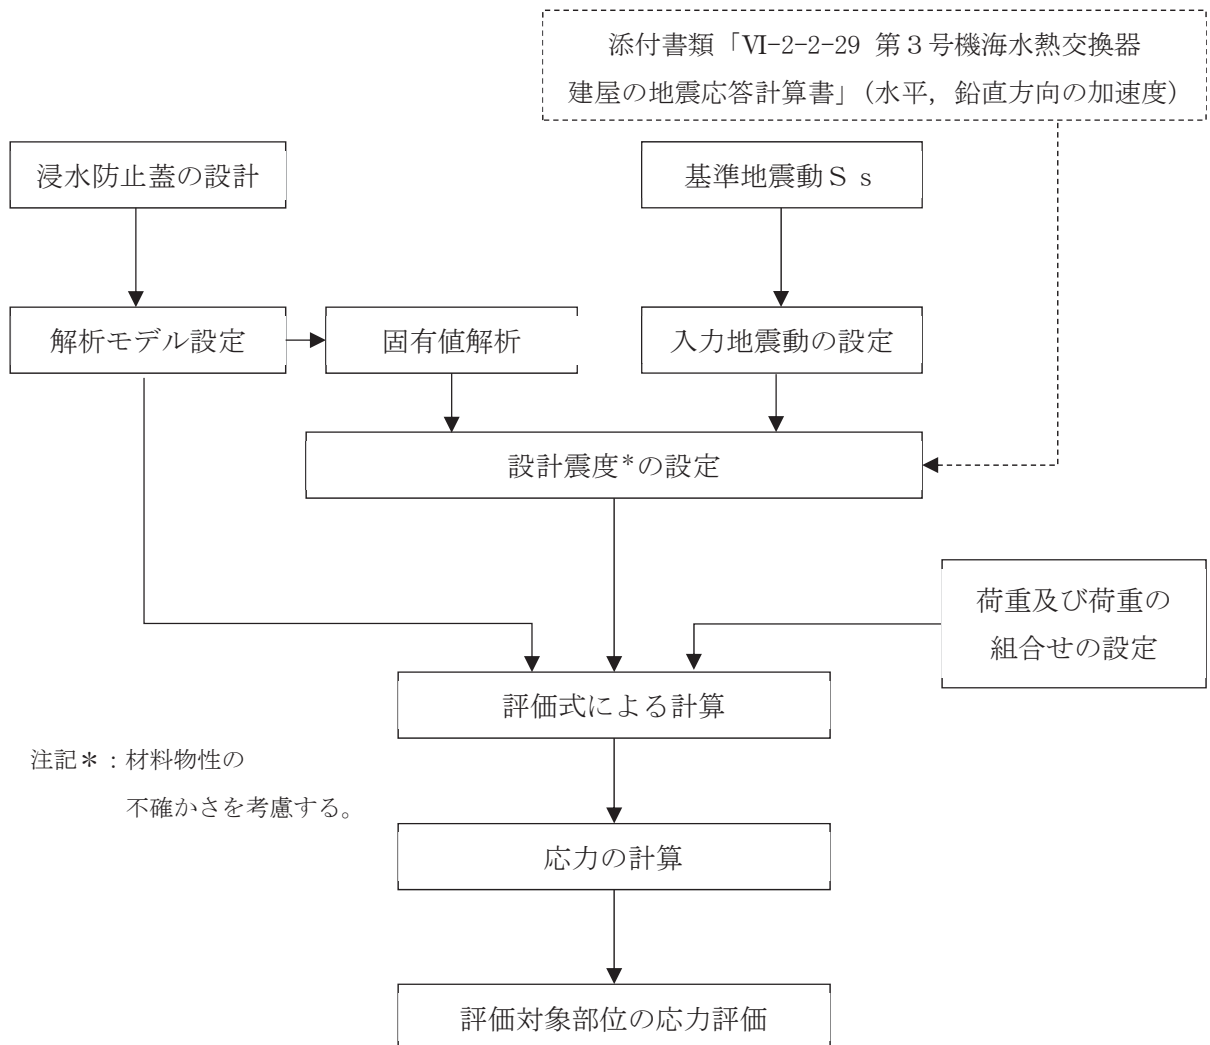 添付書類「Ⅵ-2-2-29 第3号機海水熱交換器
建屋の地震応答計算書」(水平,鉛直方向の加速度)
浸水防止蓋の設計
基準地震動Ss
解析モデル設定
固有値解析
入力地震動の設定
設計震度*の設定
荷重及び荷重の
組合せの設定
評価式による計算
注記*:材料物性の
不確かさを考慮する。
応力の計算
評価対象部位の応力評価